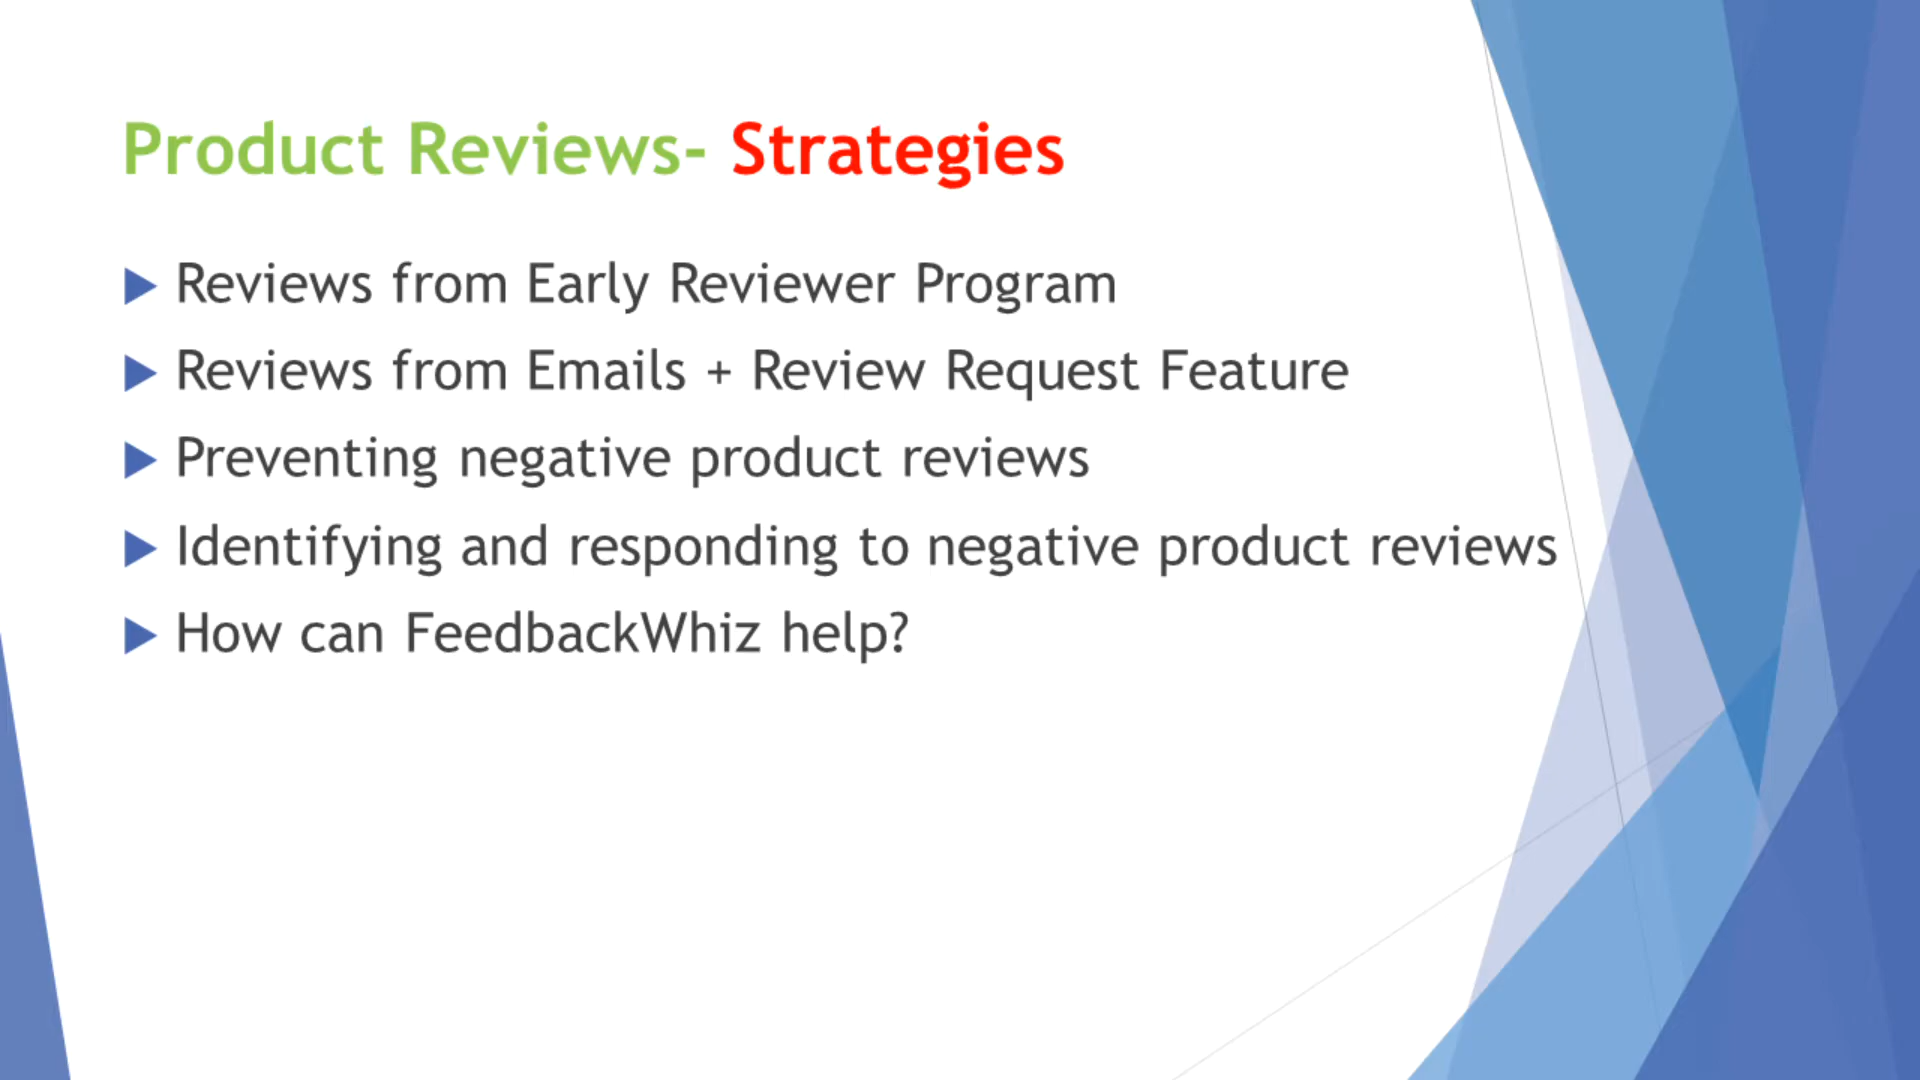 Product Reviews- Strategies
Reviews from Early Reviewer Program
Reviews from Emails + Review Request Feature
Preventing negative product reviews
Identifying and responding to negative product reviews
How can FeedbackWhiz help?